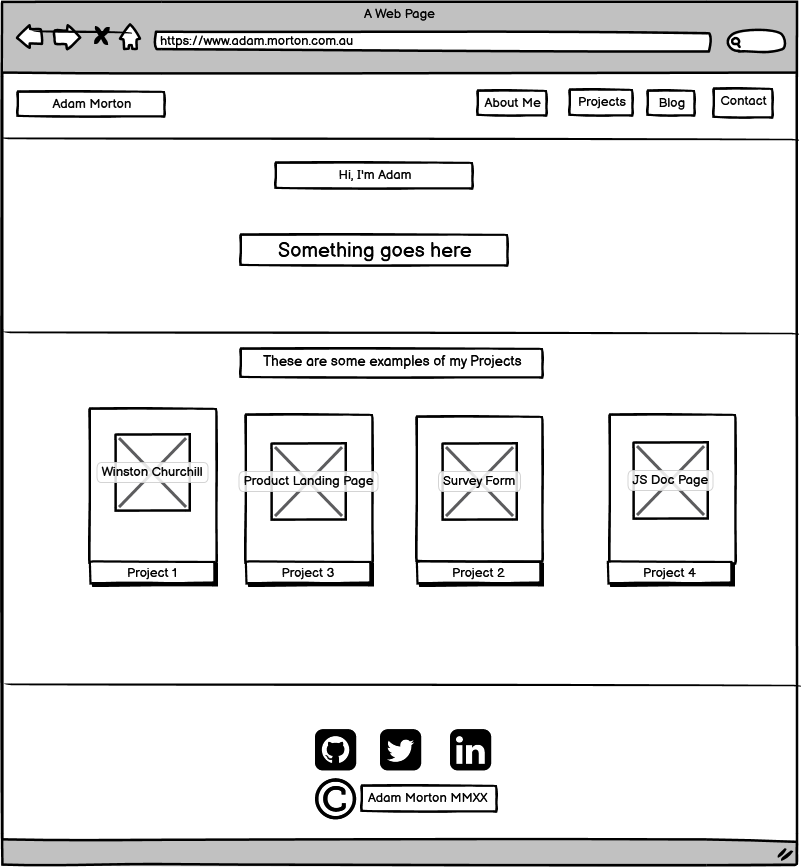 A Web Page
https://www.adam.morton.com.au
Adam Morton
About Me
Projects
Blog
Contact
Hi, I'm Adam
Something goes here
These are some examples of my Projects
Winston Churchill
Product Landing Page
Survey Form
JS Doc Page
Project 1
Project 3
Project 2
Project 4
in
© Adam Morton MMXX